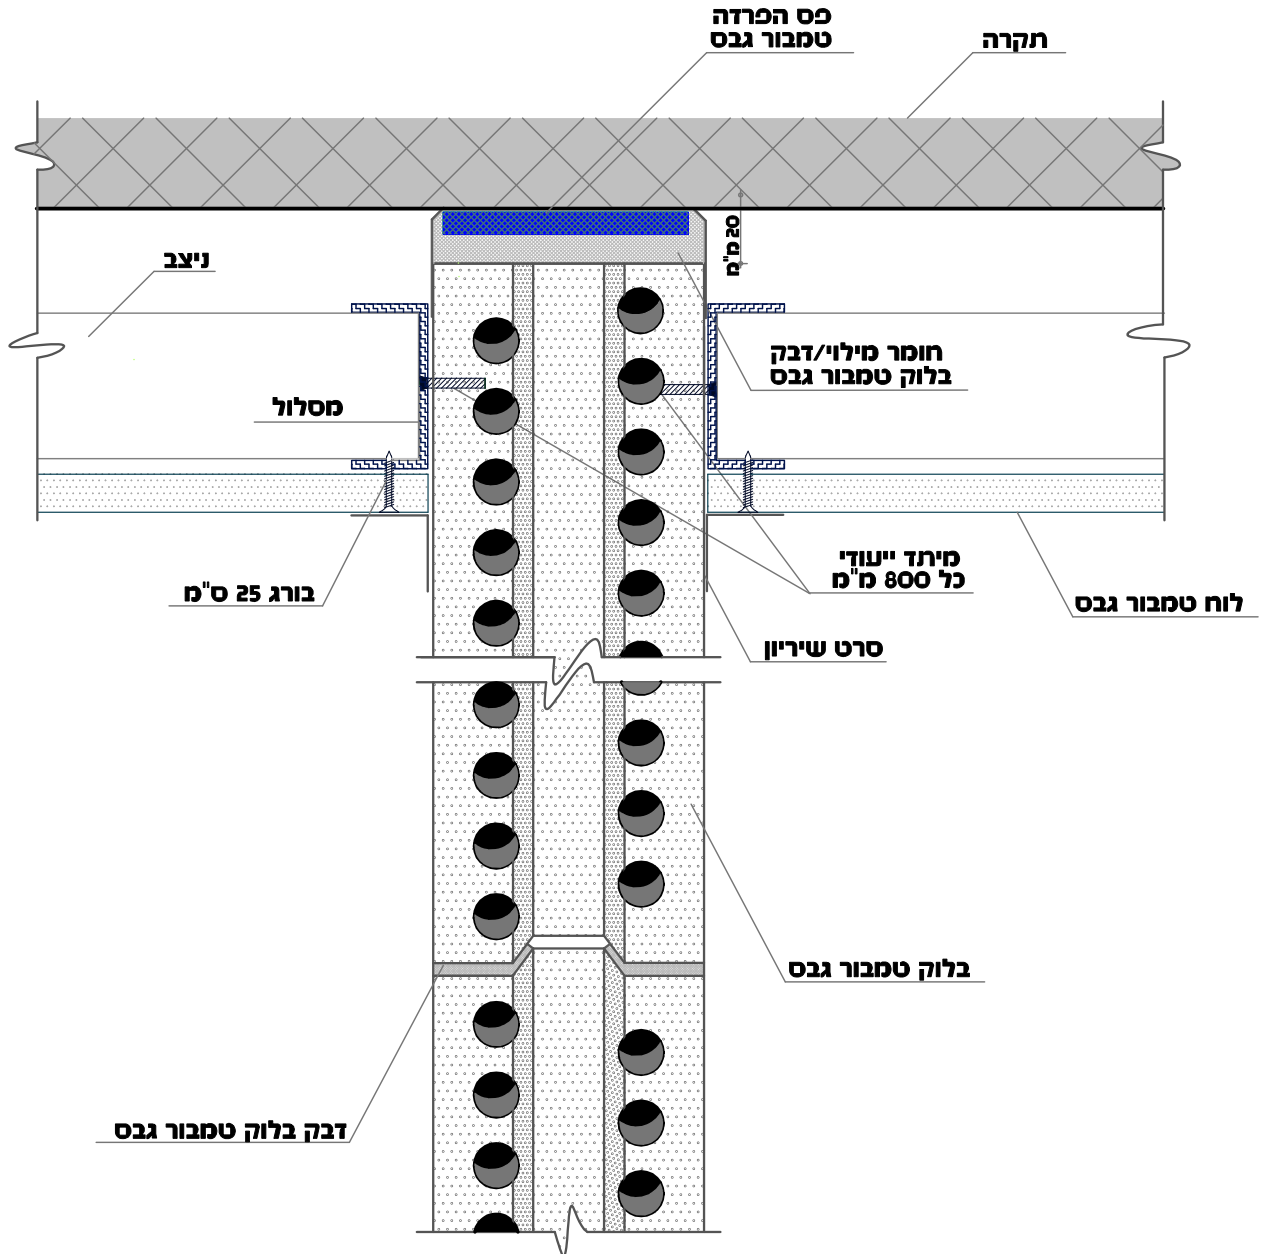 פס הפרדה
טמבור גבס
תקרה
20 מ"מ
ניצב
חומר מילוי/דבק
בלוק טמבור גבס
מסלול
מיתד ייעודי
כל 800 מ"מ
בורג 25 ס"מ
לוח טמבור גבס
סרט שיריון
בלוק טמבור גבס
דבק בלוק טמבור גבס